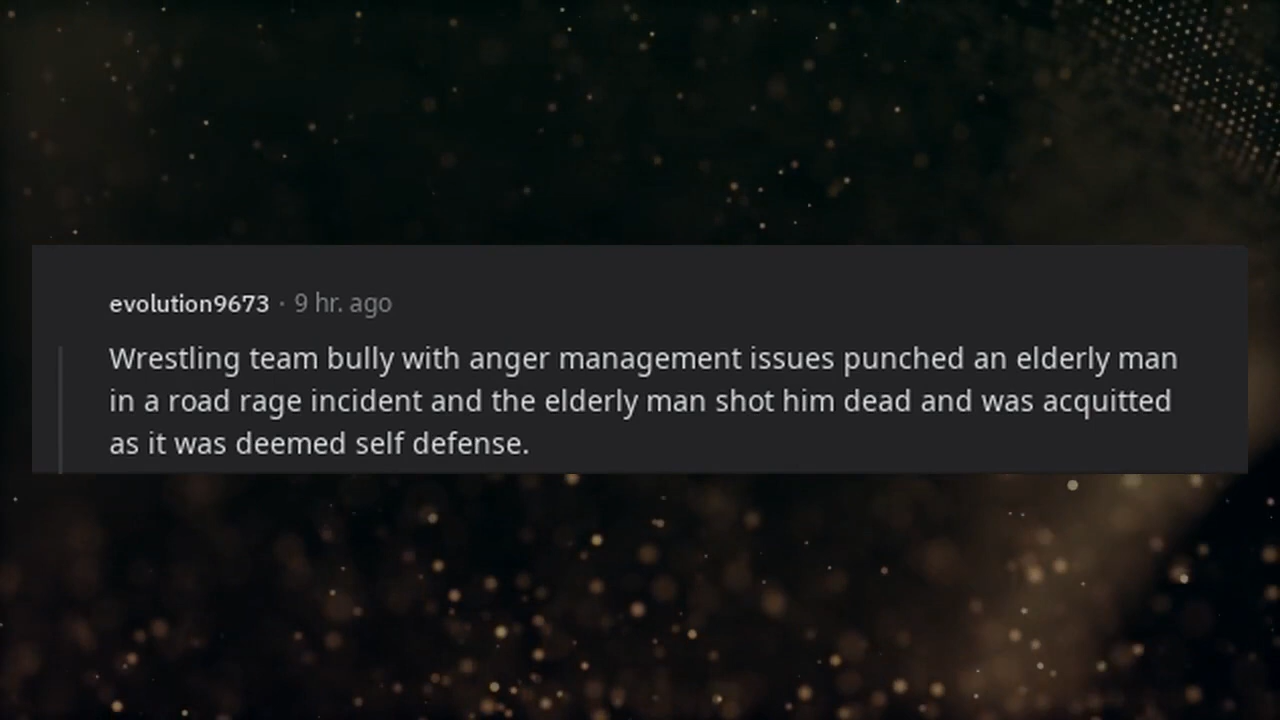 evolution9673 · 9 hr. ago
Wrestling team bully with anger management issues punched an elderly man
in a road rage incident and the elderly man shot him dead and was acquitted
as it was deemed self defense.